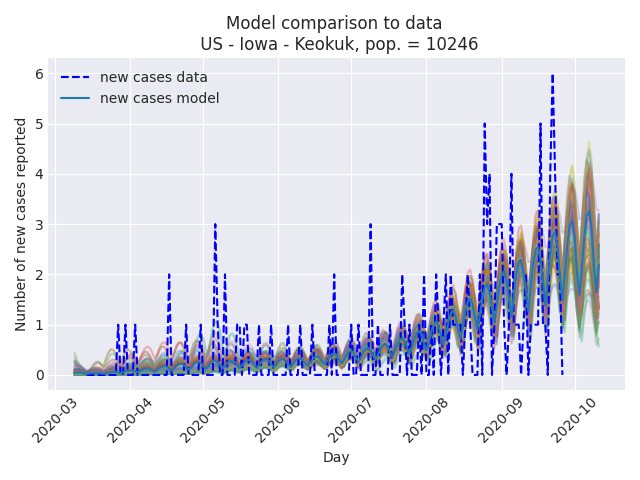 Model comparison to data
US - Iowa - Keokuk, pop. = 10246
new cases data
new cases model
Number of new cases reported
6
5
4
3
2
1
0
2020-03
2020-04
2020-05
2020-06
2020-07
2020-08
2020-09
2020-10
Day